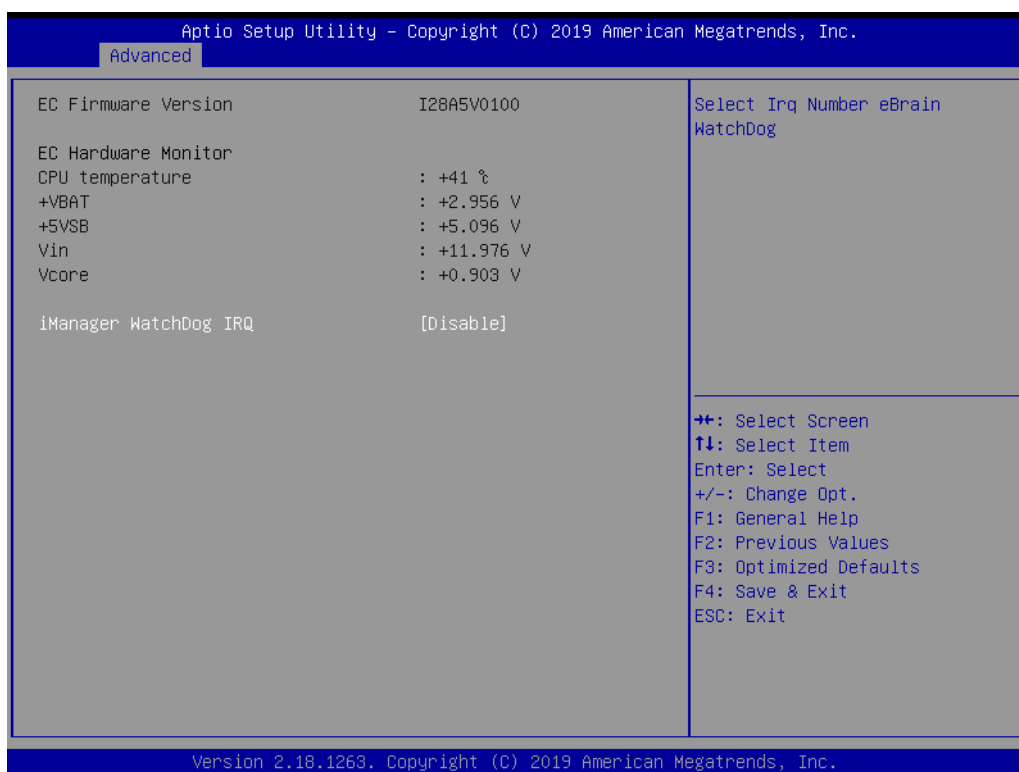 Aptio Setup Utility – Copyright (C) 2019 American Megatrends, Inc.
Advanced
EC Firmware Version I28A5V0100
EC Hardware Monitor
CPU temperature : +41 ℃
+VBAT : +2.956 V
+5VSB : +5.096 V
Vin : +11.976 V
Vcore : +0.903 V
iManager WatchDog IRQ [Disable]
Select Irq Number eBrain
WatchDog
→←: Select Screen
↑↓: Select Item
Enter: Select
+/-: Change Opt.
F1: General Help
F2: Previous Values
F3: Optimized Defaults
F4: Save & Exit
ESC: Exit
Version 2.18.1263. Copyright (C) 2019 American Megatrends, Inc.